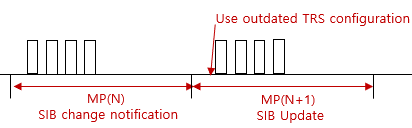 Use outdated TRS configuration
MP(N)
SIB change notification
MP(N+1)
SIB Update